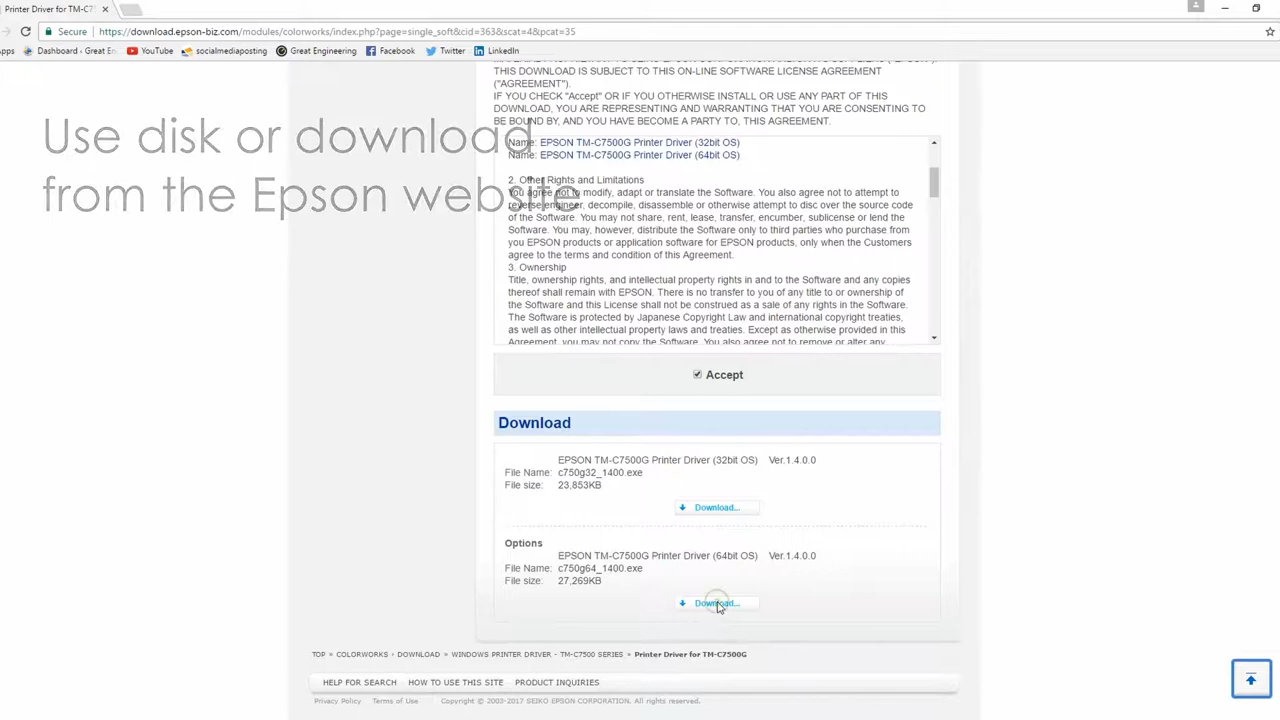 Printer Driver for TM-C7
Secure
https://download.epson-biz.com/modules/colorworks/index.php?page=single_soft&cid=363&scat=4&pcat=35
Apps
Dashboard ‹ Great En
YouTube
socialmediaposting
Great Engineering
Facebook
Twitter
LinkedIn
THIS DOWNLOAD IS SUBJECT TO THIS ON-LINE SOFTWARE LICENSE AGREEMENT
("AGREEMENT").
IF YOU CHECK "Accept" OR IF YOU OTHERWISE INSTALL OR USE ANY PART OF THIS
DOWNLOAD, YOU ARE REPRESENTING AND WARRANTING THAT YOU ARE CONSENTING
TO BE BOUND BY, AND YOU HAVE BECOME A PARTY TO, THIS AGREEMENT.
Use disk or download
from the Epson website
Name: EPSON TM-C7500G Printer Driver (32bit OS)
Name: EPSON TM-C7500G Printer Driver (64bit OS)
2. Other Rights and Limitations
You agree not to modify, adapt or translate the Software. You also agree not to attempt to
reverse engineer, decompile, disassemble or otherwise attempt to disc over the source code
of the Software. You may not share, rent, lease, transfer, encumber, sublicense or lend the
Software. You may, however, distribute the Software only to third parties who purchase from
you EPSON products or application software for EPSON products, only when the Customers
agree to the terms and condition of this Agreement.
3. Ownership
Title, ownership rights, and intellectual property rights in and to the Software and any copies
thereof shall remain with EPSON. There is no transfer to you of any title to or ownership of
the Software and this License shall not be construed as a sale of any rights in the Software.
The Software is protected by Japanese Copyright Law and international copyright treaties,
as well as other intellectual property laws and treaties. Except as otherwise provided in this
Agreement, you may not copy the Software. You also agree not to remove or alter any
Accept
Download
EPSON TM-C7500G Printer Driver (32bit OS) Ver.1.4.0.0
File Name: c750g32_1400.exe
File size: 23,853KB
Download...
Options
EPSON TM-C7500G Printer Driver (64bit OS) Ver.1.4.0.0
File Name: c750g64_1400.exe
File size: 27,269KB
Download...
TOP » COLORWORKS › DOWNLOAD » WINDOWS PRINTER DRIVER - TM-C7500 SERIES » Printer Driver for TM-C7500G
HELP FOR SEARCH HOW TO USE THIS SITE PRODUCT INQUIRIES
Privacy Policy Terms of Use Copyright © 2003-2017 SEIKO EPSON CORPORATION. All rights reserved.